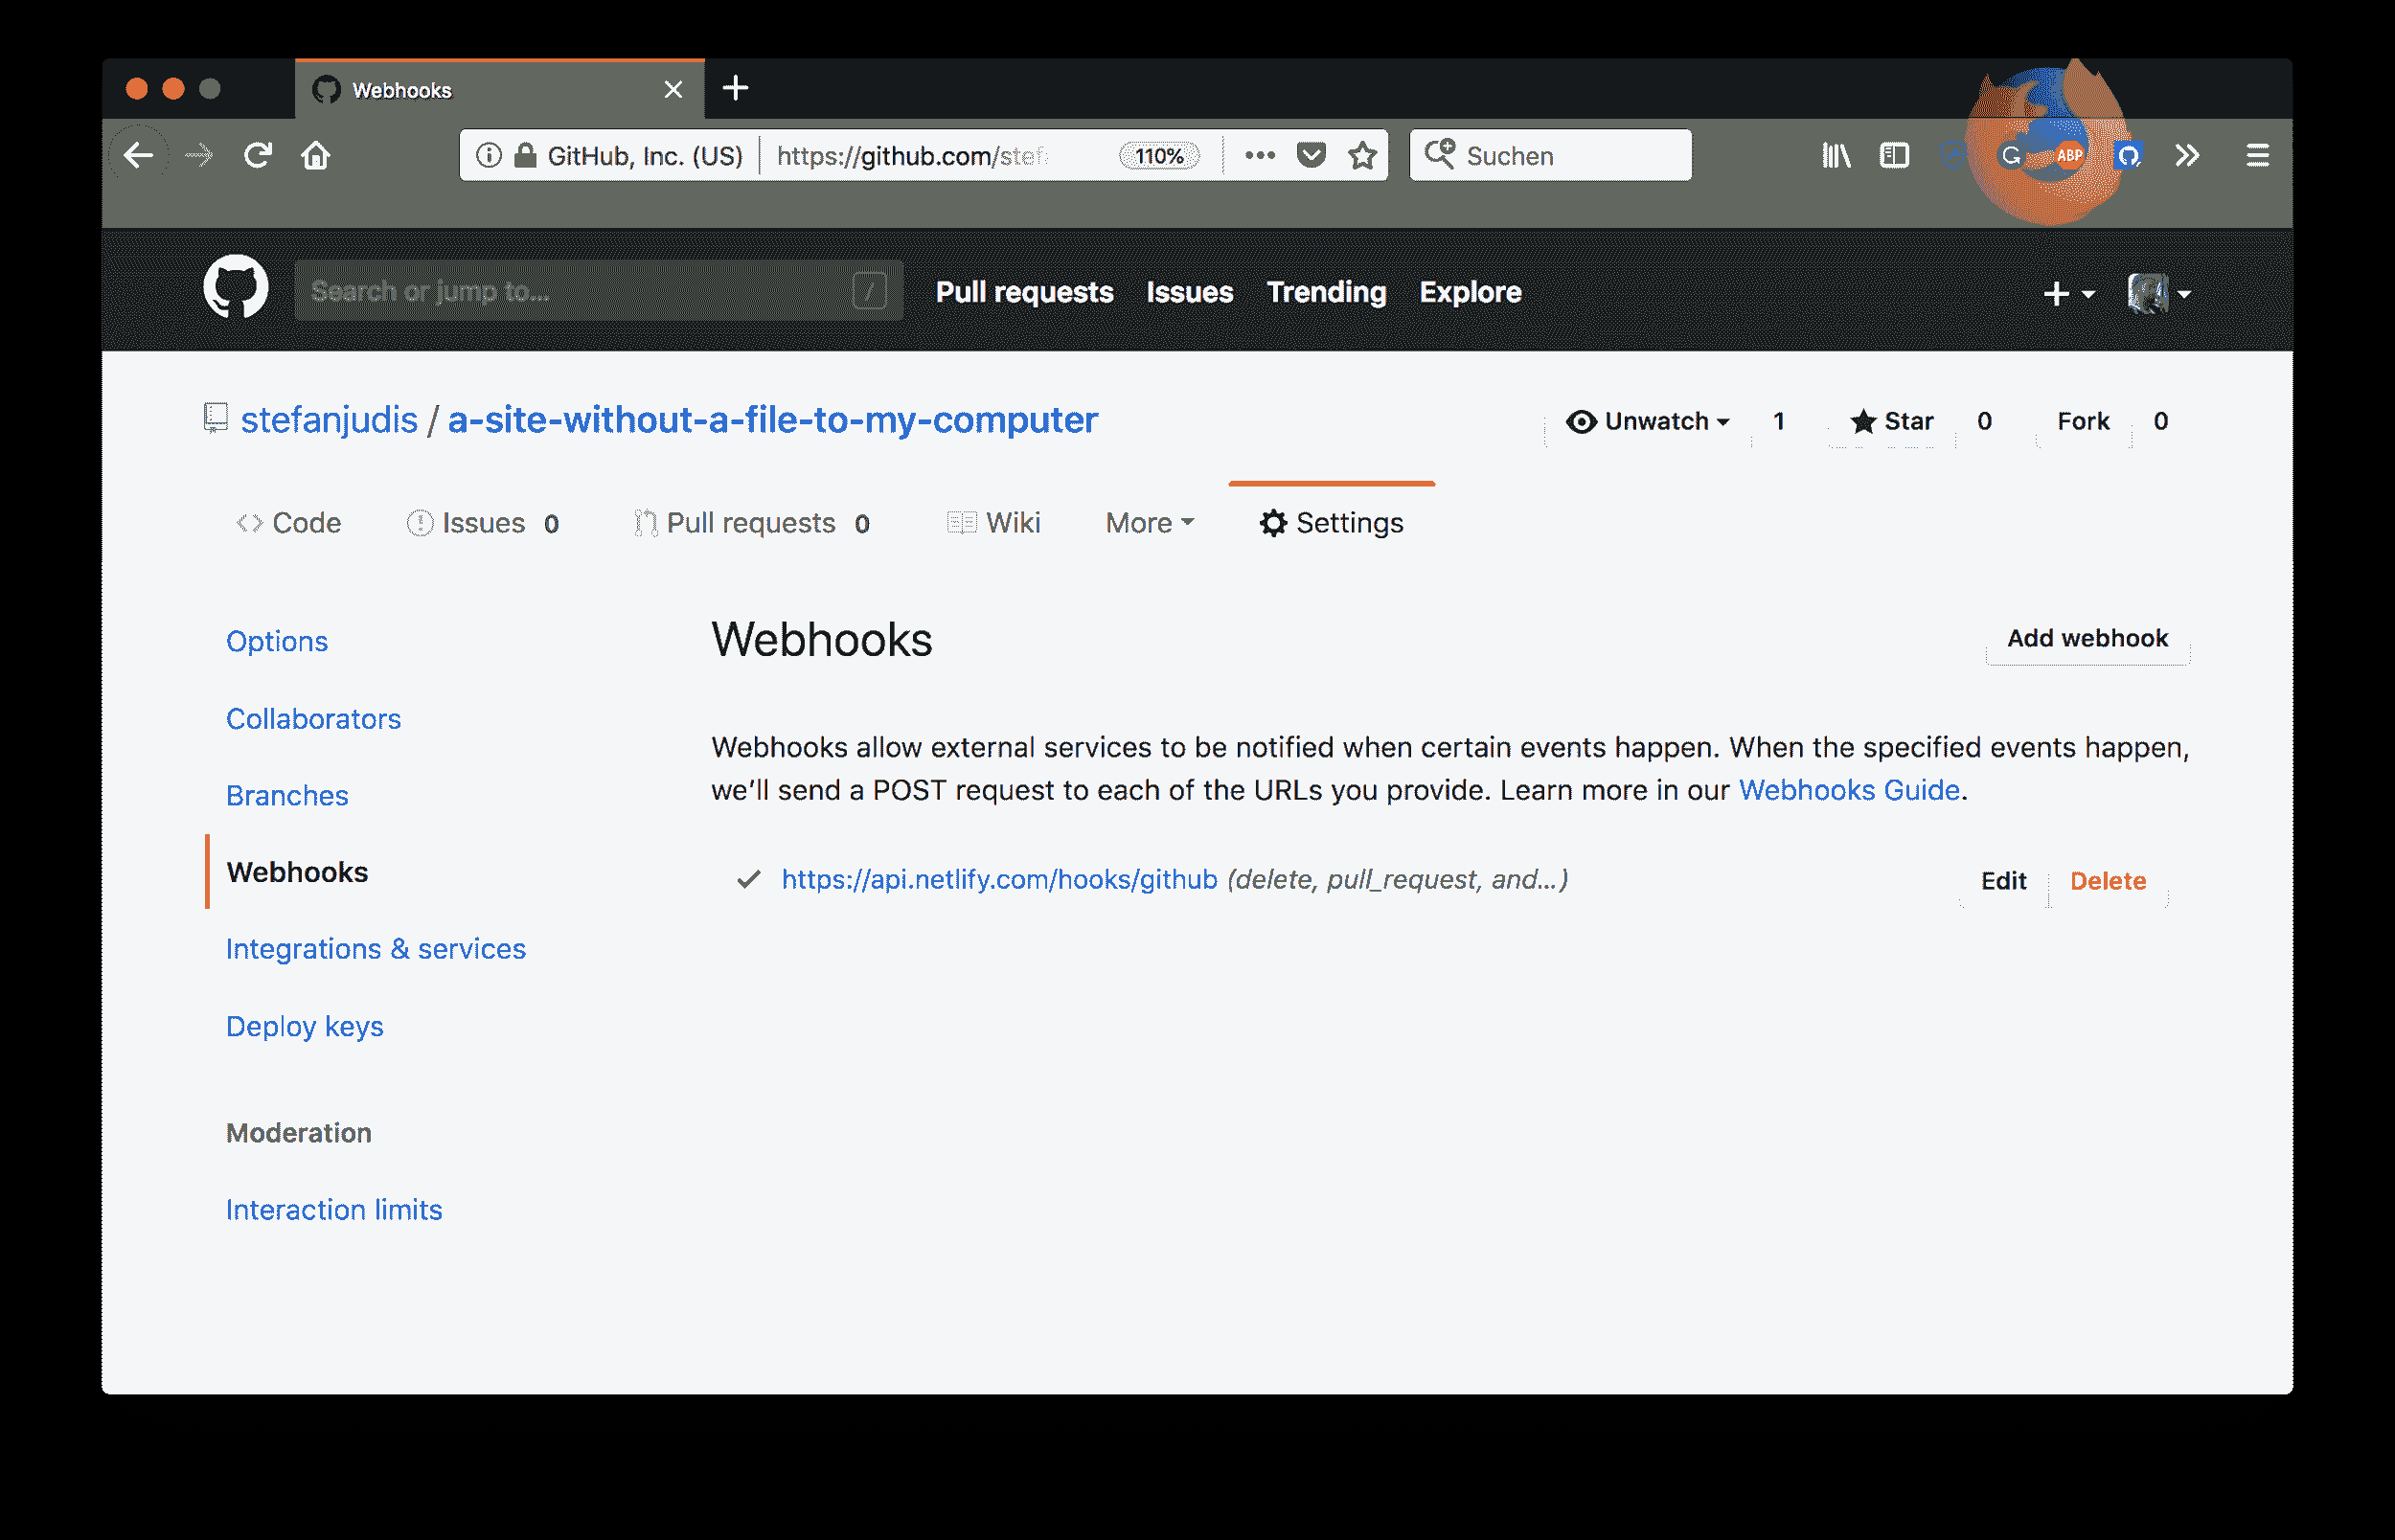 Webhooks
GitHub, Inc. (US) https://github.com/stef 110% Suchen ABP
Search or jump to... / Pull requests Issues Trending Explore
stefanjudis / a-site-without-a-file-to-my-computer Unwatch 1 Star 0 Fork 0
Code Issues 0 Pull requests 0 Wiki More Settings
Options
Collaborators
Branches
Webhooks
Integrations & services
Deploy keys
Moderation
Interaction limits
Webhooks Add webhook
Webhooks allow external services to be notified when certain events happen. When the specified events happen,
we’ll send a POST request to each of the URLs you provide. Learn more in our Webhooks Guide.
https://api.netlify.com/hooks/github (delete, pull_request, and...) Edit Delete